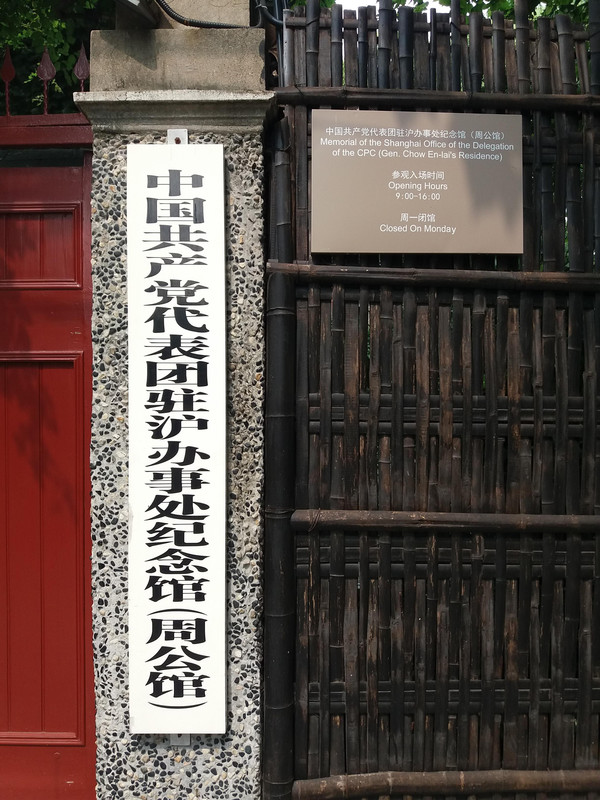 中国共产党代表团驻沪办事处纪念馆(周公馆)
中国共产党代表团驻沪办事处纪念馆（周公馆）
Memorial of the Shanghai Office of the Delegation
of the CPC (Gen. Chow En-lai's Residence)
参观入场时间
Opening Hours
9:00-16:00
周一闭馆
Closed On Monday